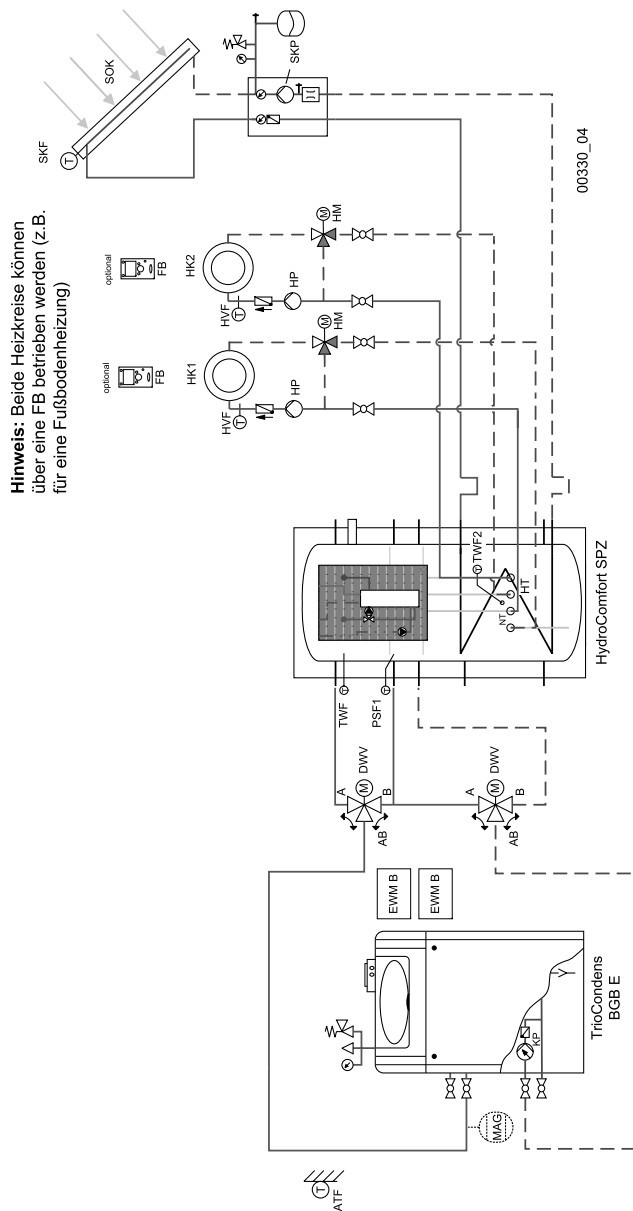 Hinweis: Beide Heizkreise können
über eine FB betrieben werden (z.B.
für eine Fußbodenheizung)
SKF
T
SOK
SKP
optional
FB
HK1
HVF
T
HP
M
HM
optional
FB
HK2
HVF
T
HP
M
HM
00330_04
ATF
T
MAG
KP
TrioCondens
BGB E
EWM B
EWM B
A
B
AB
M
DWV
A
B
AB
M
DWV
TWF
T
PSF1
T
TWF2
T
NT
HT
HydroComfort SPZ